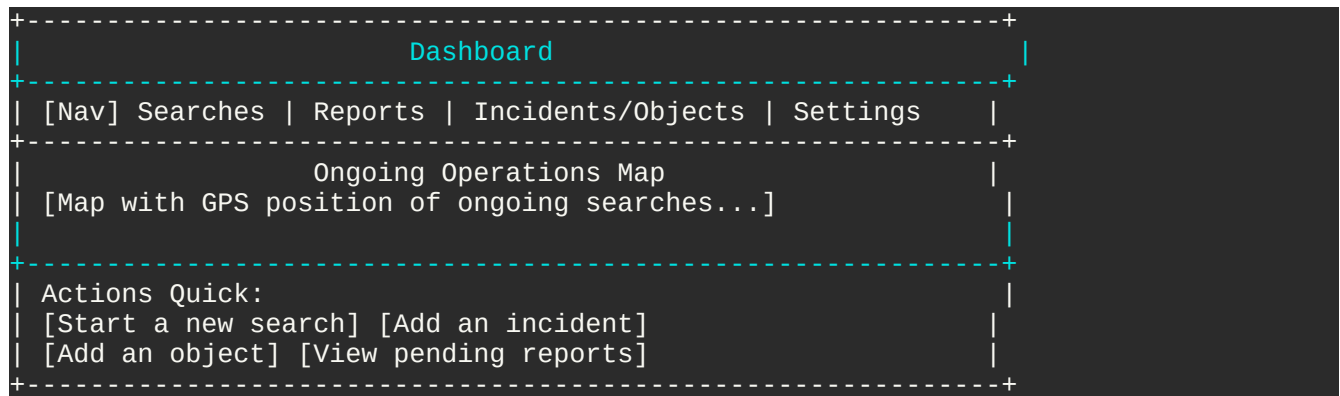 +------------------------------------------------------------+
| Dashboard |
+------------------------------------------------------------+
| [Nav] Searches | Reports | Incidents/Objects | Settings |
+------------------------------------------------------------+
| Ongoing Operations Map |
| [Map with GPS position of ongoing searches...] |
| |
+------------------------------------------------------------+
| Actions Quick: |
| [Start a new search] [Add an incident] |
| [Add an object] [View pending reports] |
+------------------------------------------------------------+